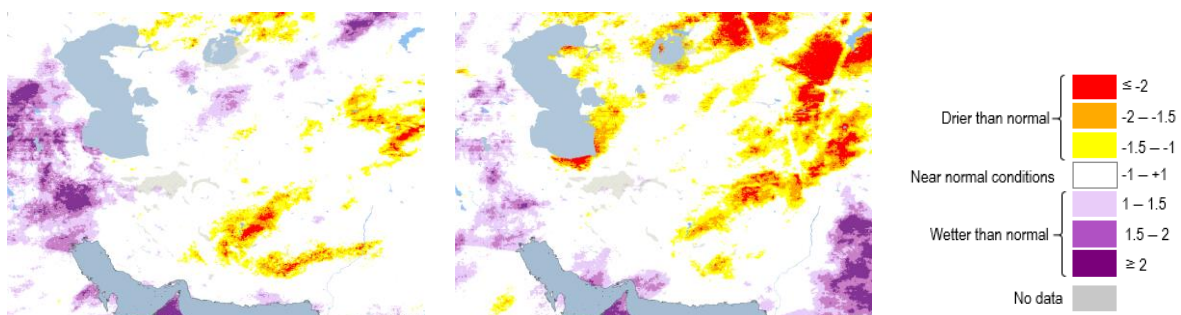 ≤ -2
Drier than normal
-2 – -1.5
-1.5 – -1
Near normal conditions
-1 – +1
1 – 1.5
Wetter than normal
1.5 – 2
≥ 2
No data